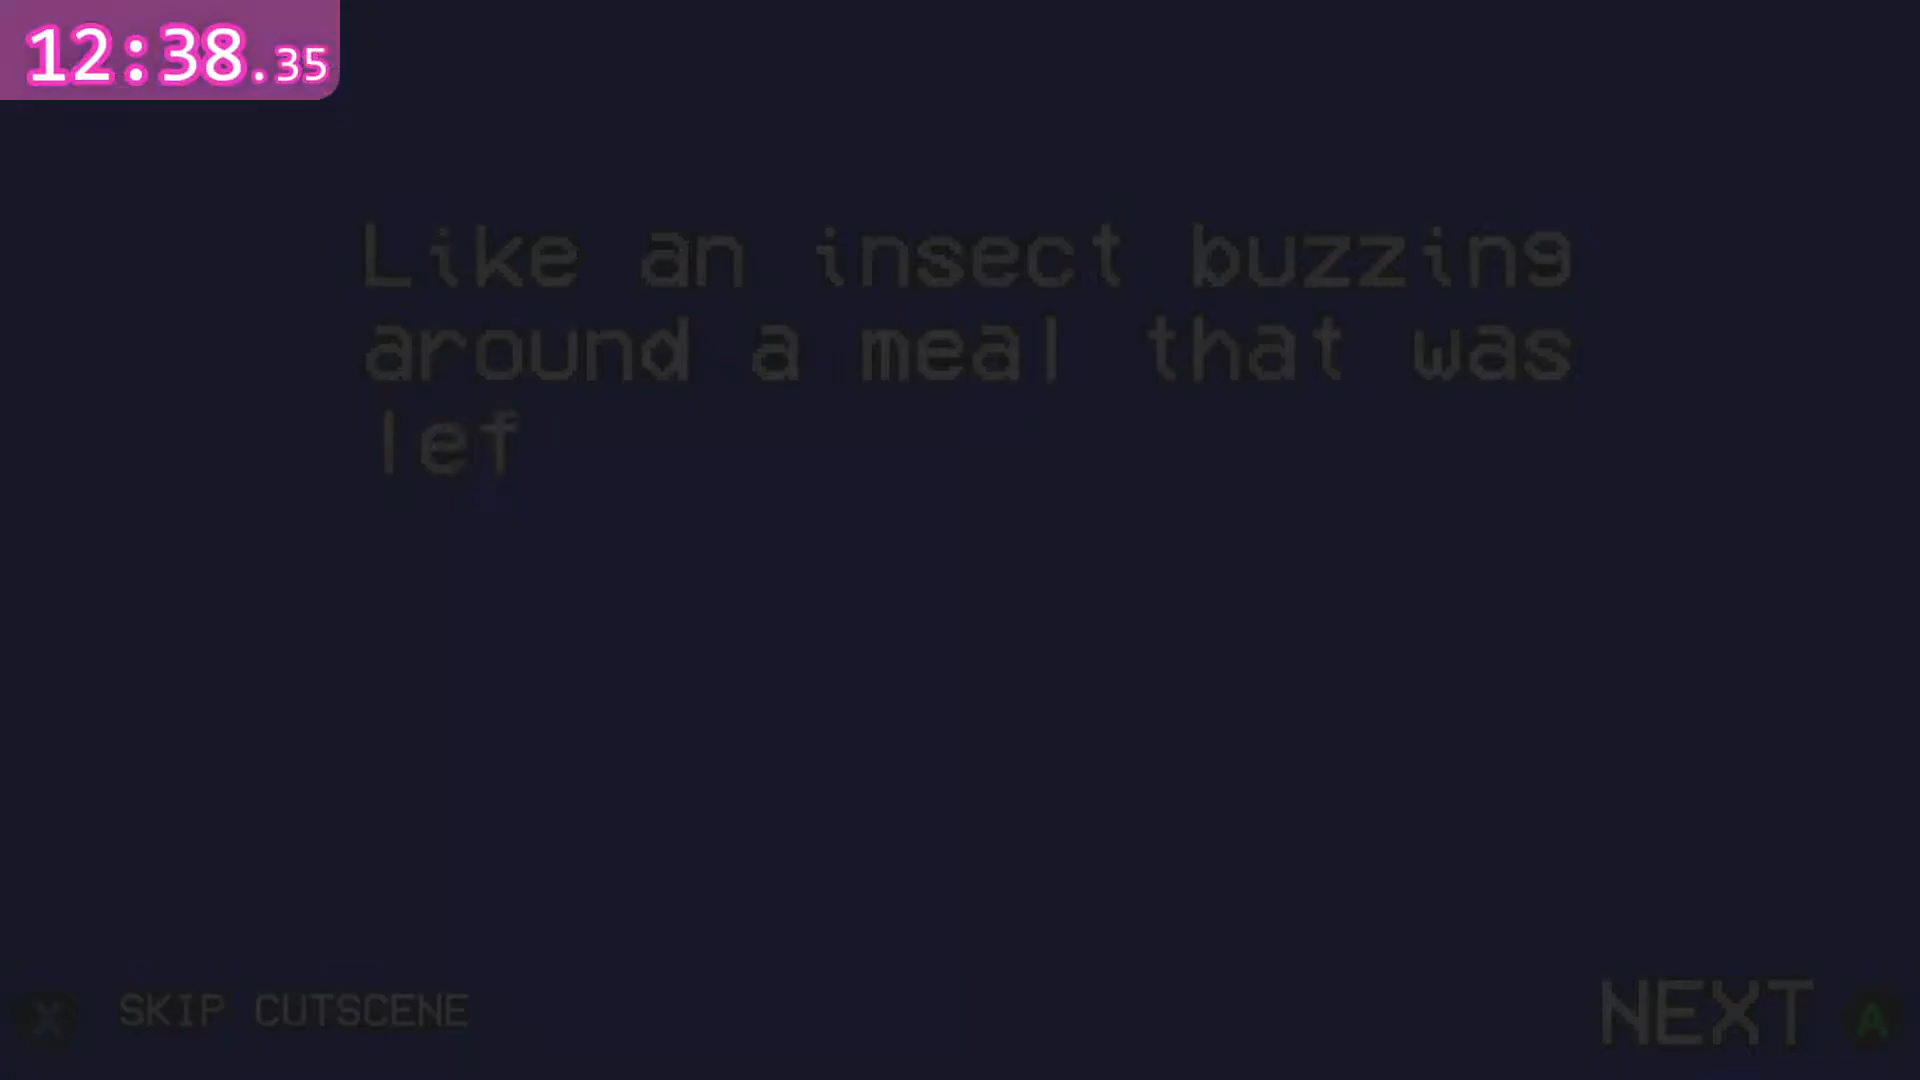 12:38.35
Like an insect buzzing
around a meal that was
lef
X SKIP CUTSCENE
NEXT A